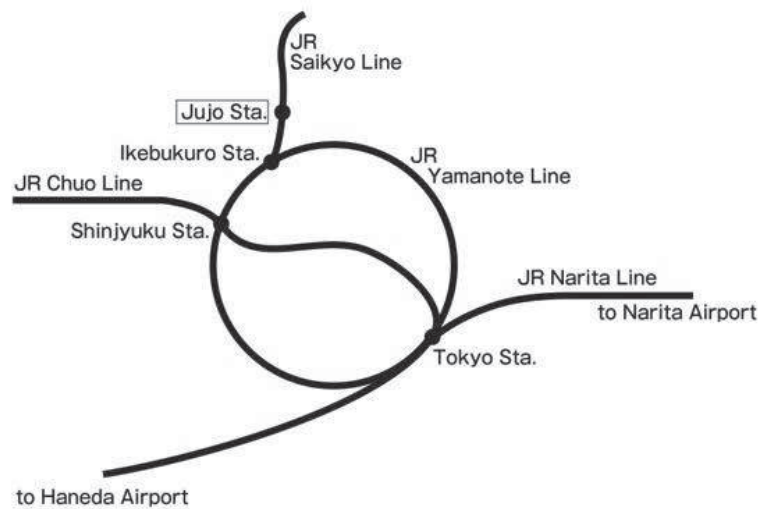 JR
Saikyo Line
Jujo Sta.
Ikebukuro Sta.
JR
Yamanote Line
JR Chuo Line
Shinjyuku Sta.
JR Narita Line
to Narita Airport
Tokyo Sta.
to Haneda Airport